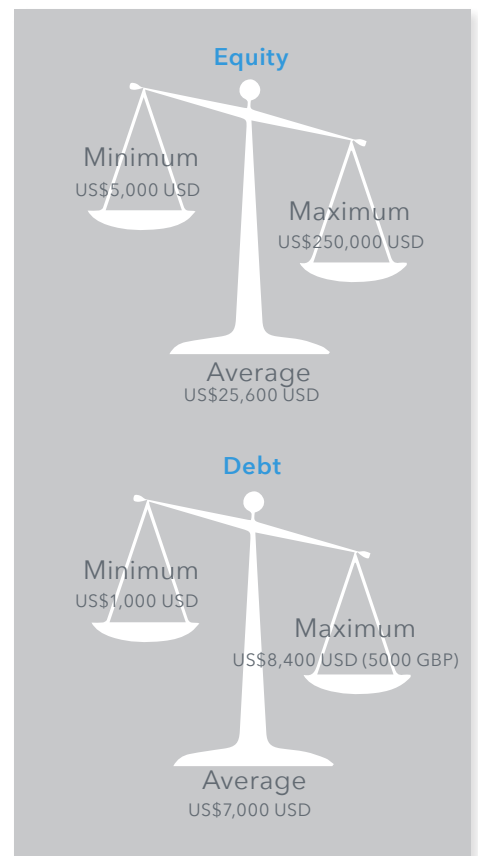 Equity
Minimum
US$5,000 USD
Maximum
US$250,000 USD
Average
US$25,600 USD
Debt
Minimum
US$1,000 USD
Maximum
US$8,400 USD (5000 GBP)
Average
US$7,000 USD